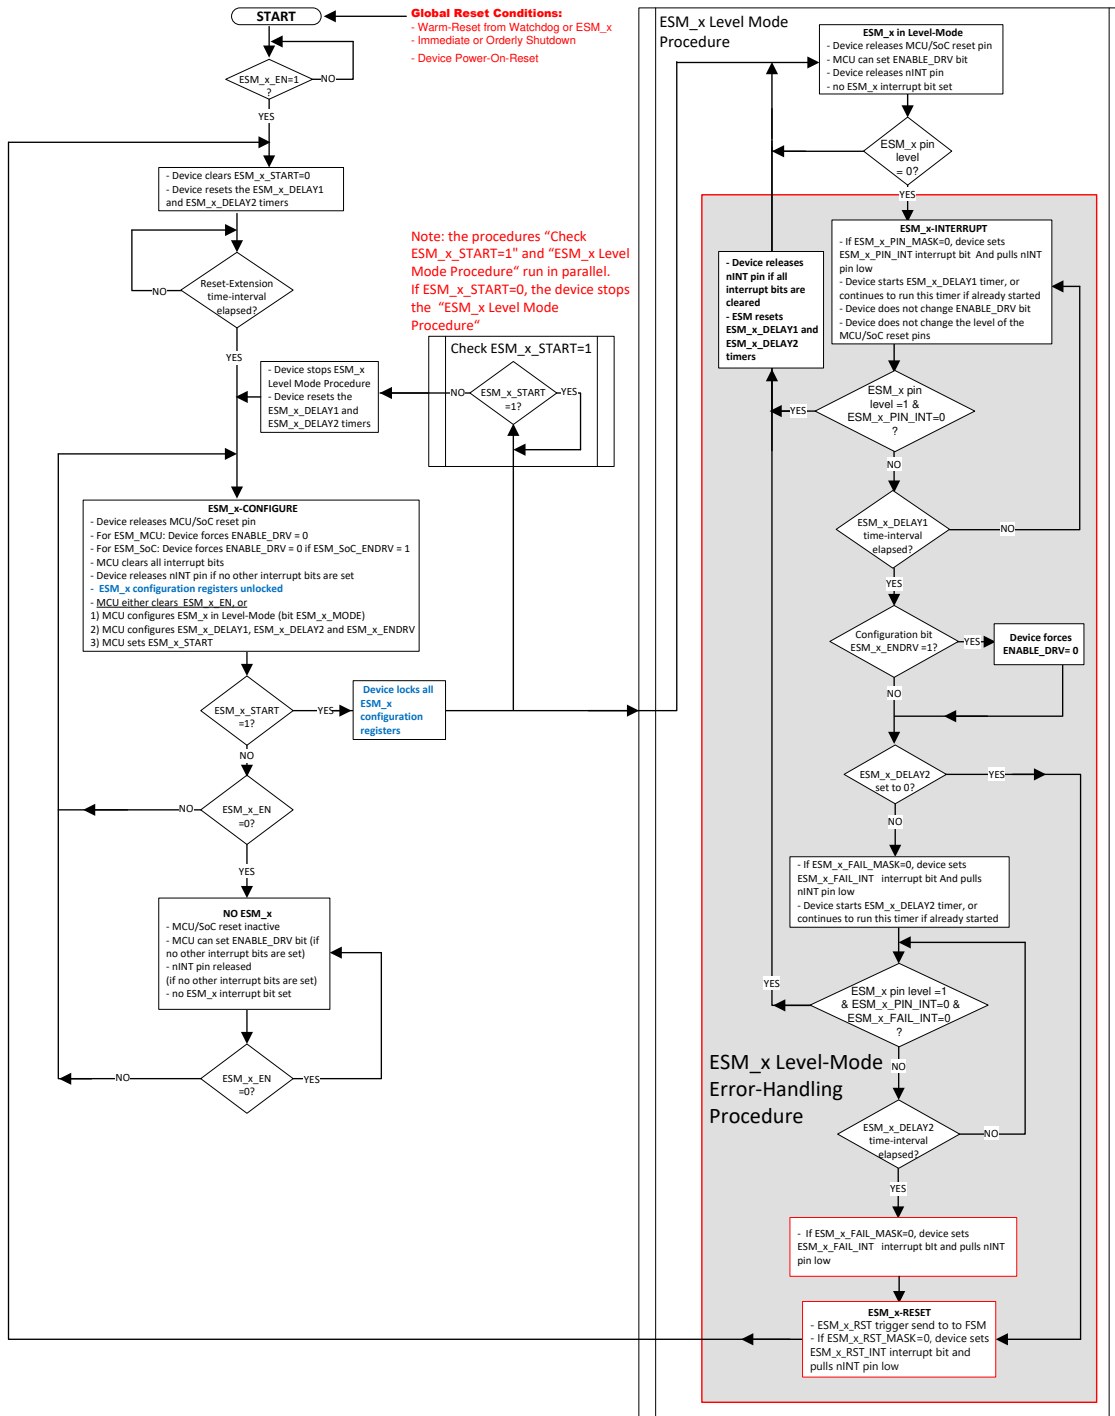 START
Global Reset Conditions:
- Warm-Reset from Watchdog or ESM_x
- Immediate or Orderly Shutdown
- Device Power-On-Reset
ESM_x_EN=1
?
NO
YES
- Device clears ESM_x_START=0
- Device resets the ESM_x_DELAY1
and ESM_x_DELAY2 timers
Reset-Extension
time-interval
elapsed?
NO
YES
Note: the procedures “Check
ESM_x_START=1" and “ESM_x Level
Mode Procedure“ run in parallel.
If ESM_x_START=0, the device stops
the  “ESM_x Level Mode
Procedure“
Check ESM_x_START=1
ESM_x_START
=1?
YES
NO
- Device stops ESM_x
Level Mode Procedure
- Device resets the
ESM_x_DELAY1 and
ESM_x_DELAY2 timers
ESM_x-CONFIGURE
- Device releases MCU/SoC reset pin
- For ESM_MCU: Device forces ENABLE_DRV = 0
- For ESM_SoC: Device forces ENABLE_DRV = 0 if ESM_SoC_ENDRV = 1
- MCU clears all interrupt bits
- Device releases nINT pin if no other interrupt bits are set
- ESM_x configuration registers unlocked
- MCU either clears  ESM_x_EN, or
1) MCU configures ESM_x in Level-Mode (bit ESM_x_MODE)
2) MCU configures ESM_x_DELAY1, ESM_x_DELAY2 and ESM_x_ENDRV
3) MCU sets ESM_x_START
ESM_x_START
=1?
YES
Device locks all
ESM_x
configuration
registers
NO
ESM_x_EN
=0?
NO
YES
NO ESM_x
- MCU/SoC reset inactive
- MCU can set ENABLE_DRV bit (if
no other interrupt bits are set)
- nINT pin released
(if no other interrupt bits are set)
- no ESM_x interrupt bit set
ESM_x_EN
=0?
NO
YES
ESM_x Level Mode
Procedure
ESM_x in Level-Mode
- Device releases MCU/SoC reset pin
- MCU can set ENABLE_DRV bit
- Device releases nINT pin
- no ESM_x interrupt bit set
ESM_x pin
level
= 0?
YES
ESM_x-INTERRUPT
- If ESM_x_PIN_MASK=0, device sets
ESM_x_PIN_INT interrupt bit  And pulls nINT
pin low
- Device starts ESM_x_DELAY1 timer, or
continues to run this timer if already started
- Device does not change ENABLE_DRV bit
- Device does not change the level of the
MCU/SoC reset pins
- Device releases
nINT pin if all
interrupt bits are
cleared
- ESM resets
ESM_x_DELAY1 and
ESM_x_DELAY2
timers
ESM_x pin
level =1 &
ESM_x_PIN_INT=0
?
YES
NO
ESM_x_DELAY1
time-interval
elapsed?
NO
YES
Configuration bit
ESM_x_ENDRV =1?
YES
Device forces
ENABLE_DRV= 0
NO
ESM_x_DELAY2
set to 0?
YES
NO
- If ESM_x_FAIL_MASK=0, device sets
ESM_x_FAIL_INT  interrupt bit And pulls
nINT pin low
- Device starts ESM_x_DELAY2 timer, or
continues to run this timer if already started
YES
ESM_x pin level =1
& ESM_x_PIN_INT=0 &
ESM_x_FAIL_INT=0
?
ESM_x Level-Mode
Error-Handling
Procedure
NO
ESM_x_DELAY2
time-interval
elapsed?
NO
YES
- If ESM_x_FAIL_MASK=0, device sets
ESM_x_FAIL_INT  interrupt bIt and pulls nINT
pin low
ESM_x-RESET
- ESM_x_RST trigger send to to FSM
- If ESM_x_RST_MASK=0, device sets
ESM_x_RST_INT interrupt bit and
pulls nINT pin low